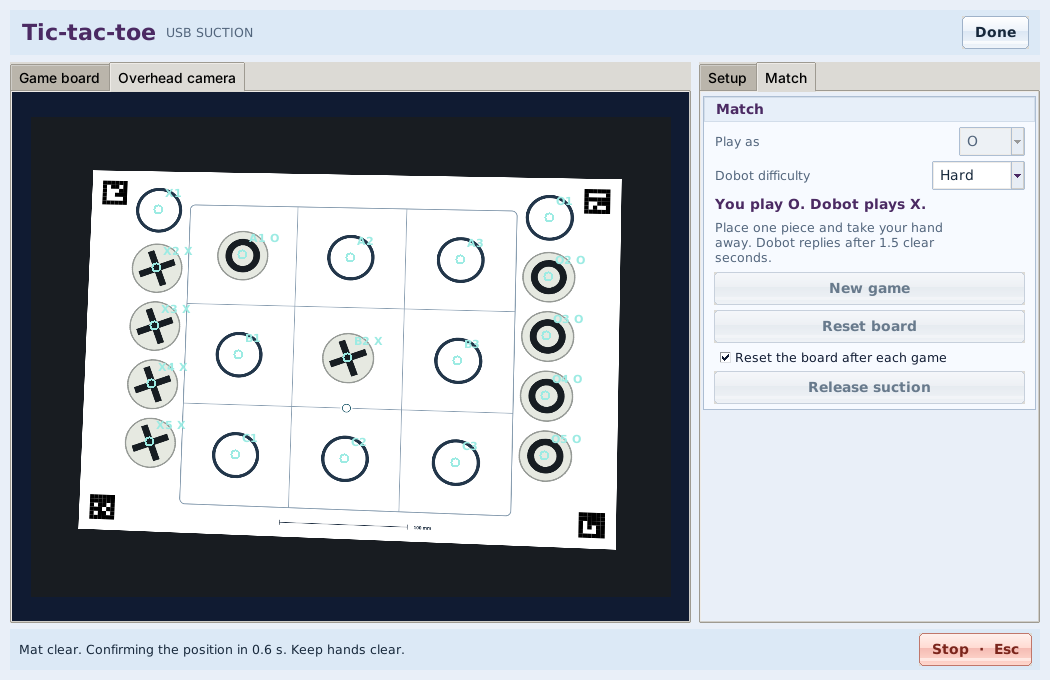 Tic-tac-toe USB SUCTION
Done
Game board Overhead camera
Setup Match
Match
Play as O
Dobot difficulty Hard
You play O. Dobot plays X.
Place one piece and take your hand
away. Dobot replies after 1.5 clear
seconds.
New game
Reset board
Reset the board after each game
Release suction
X1
X2 X
X3 X
X4 X
X5 X
A1 O
A2
A3
B1
B2 X
B3
C1
C2
C3
O1
O2 O
O3 O
O4 O
O5 O
100 mm
Mat clear. Confirming the position in 0.6 s. Keep hands clear.
Stop · Esc